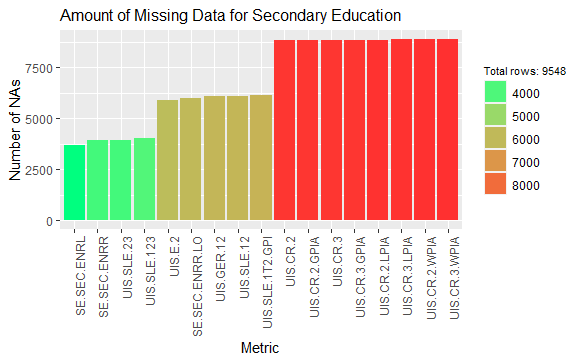 Amount of Missing Data for Secondary Education
Number of NAs
7500
5000
2500
0
SE.SEC.ENRL
SE.SEC.ENRR
UIS.SLE.23
UIS.SLE.123
UIS.E.2
SE.SEC.ENRR.LO
UIS.GER.12
UIS.SLE.12
UIS.SLE.1T2.GPI
UIS.CR.2
UIS.CR.2.GPIA
UIS.CR.3
UIS.CR.3.GPIA
UIS.CR.2.LPIA
UIS.CR.3.LPIA
UIS.CR.2.WPIA
UIS.CR.3.WPIA
Metric
Total rows: 9548
4000
5000
6000
7000
8000